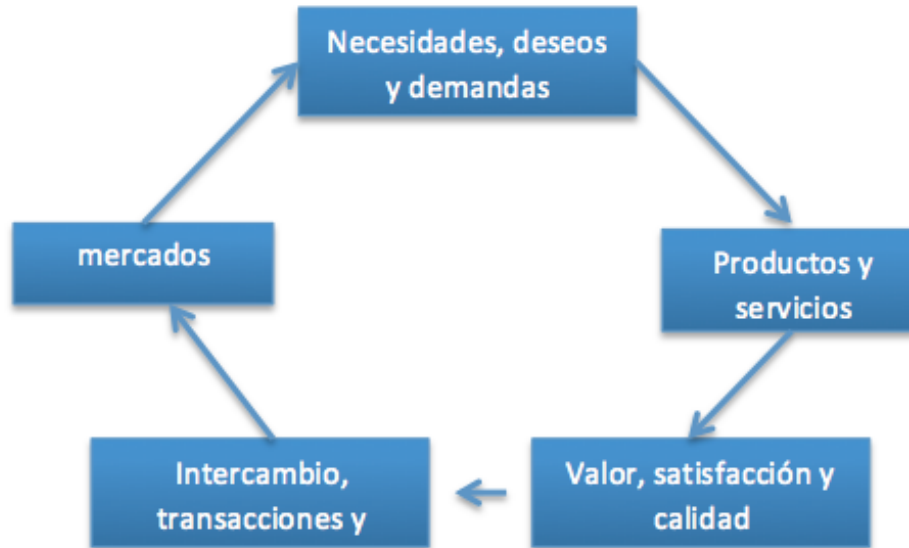 Necesidades, deseos
y demandas
mercados
Productos y
servicios
Intercambio,
transacciones y
Valor, satisfacción y
calidad